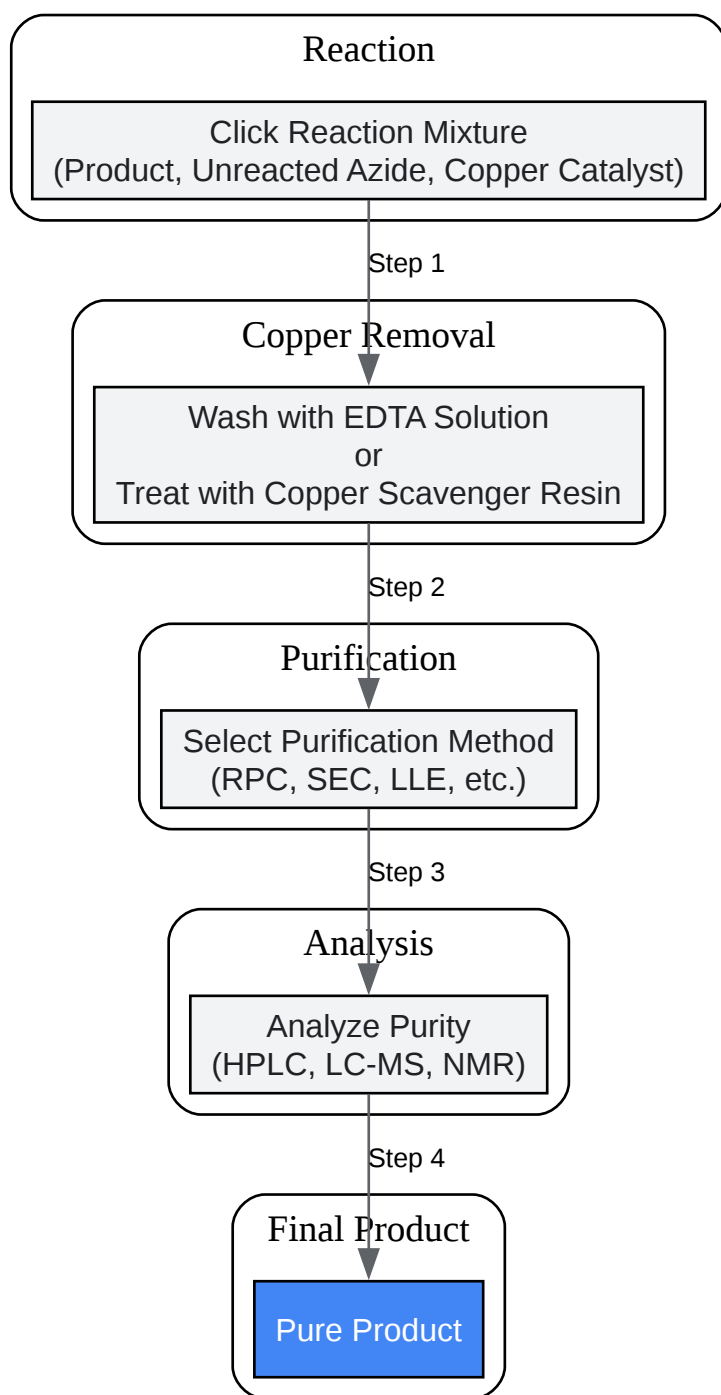 Reaction
Click Reaction Mixture
(Product, Unreacted Azide, Copper Catalyst)
Step 1
Copper Removal
Wash with EDTA Solution
or
Treat with Copper Scavenger Resin
Step 2
Purification
Select Purification Method
(RPC, SEC, LLE, etc.)
Step 3
Analysis
Analyze Purity
(HPLC, LC-MS, NMR)
Step 4
Final Product
Pure Product